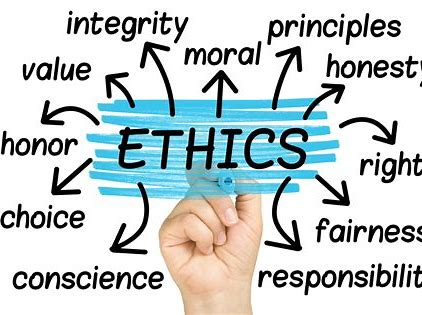 integrity
principles
moral
value
honesty
ETHICS
honor
right
choice
fairness
conscience
responsibilit